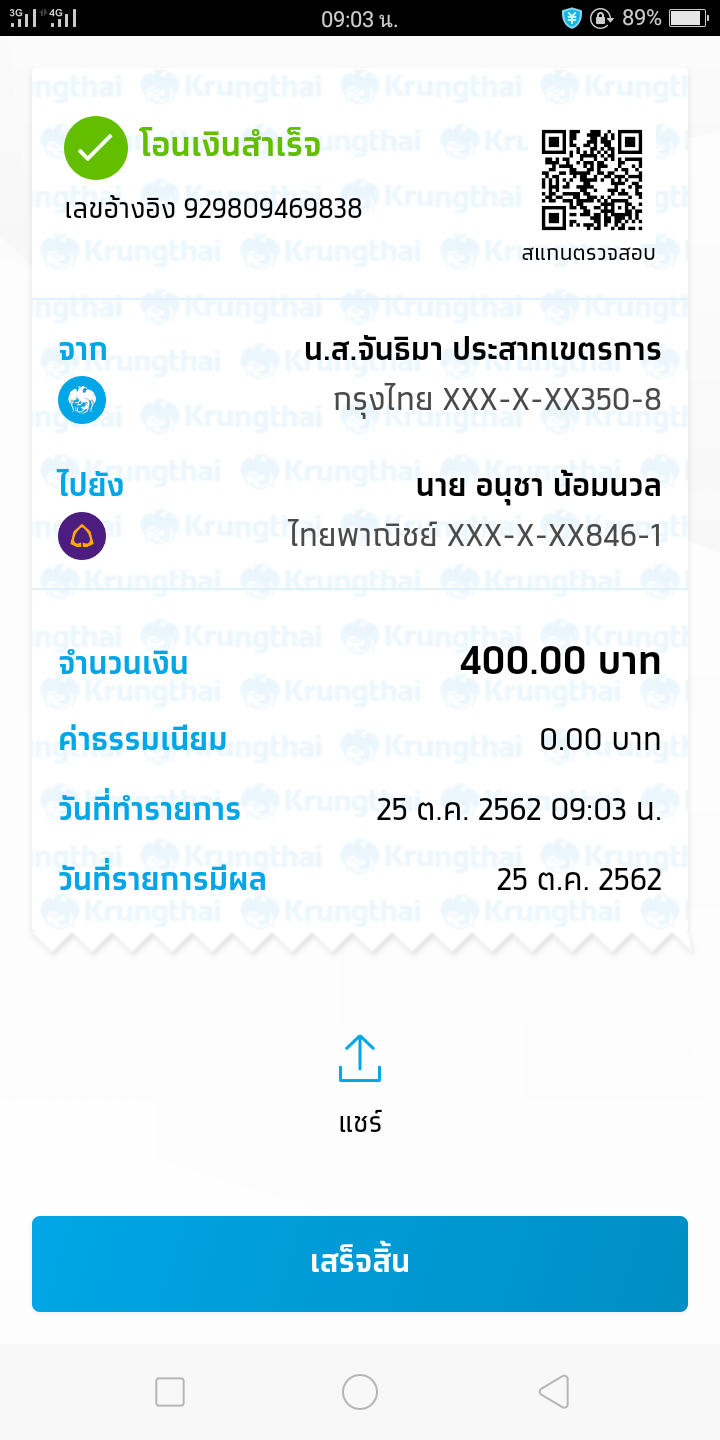 3G 4G 09:03 น. 89%
โอนเงินสำเร็จ
เลขอ้างอิง 929809469838
สแกนตรวจสอบ
จาก น.ส.จันธิมา ประสาทเขตรการ
กรุงไทย XXX-X-XX350-8
ไปยัง นาย อนุชา น้อมนวล
ไทยพาณิชย์ XXX-X-XX846-1
จำนวนเงิน 400.00 บาท
ค่าธรรมเนียม 0.00 บาท
วันที่ทำรายการ 25 ต.ค. 2562 09:03 น.
วันที่รายการมีผล 25 ต.ค. 2562
แชร์
เสร็จสิ้น